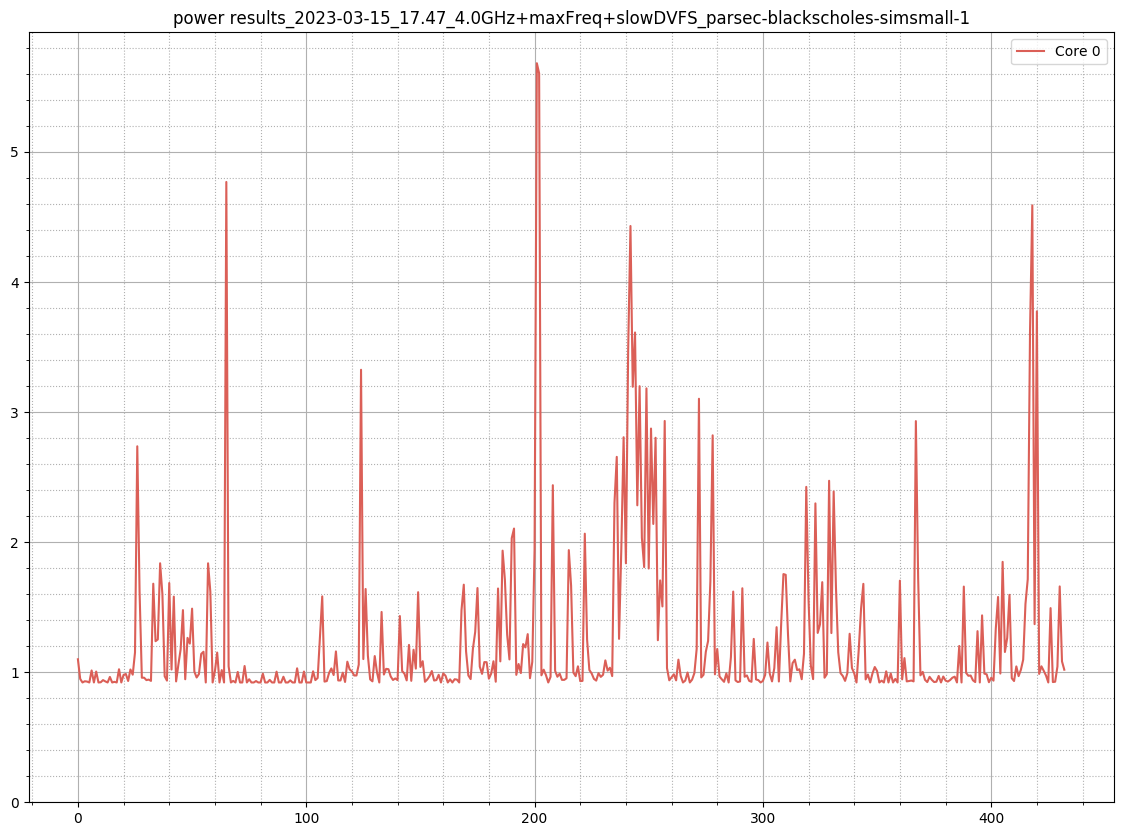 power results_2023-03-15_17.47_4.0GHz+maxFreq+slowDVFS_parsec-blackscholes-simsmall-1
Core 0
5
4
3
2
1
0
0 100 200 300 400